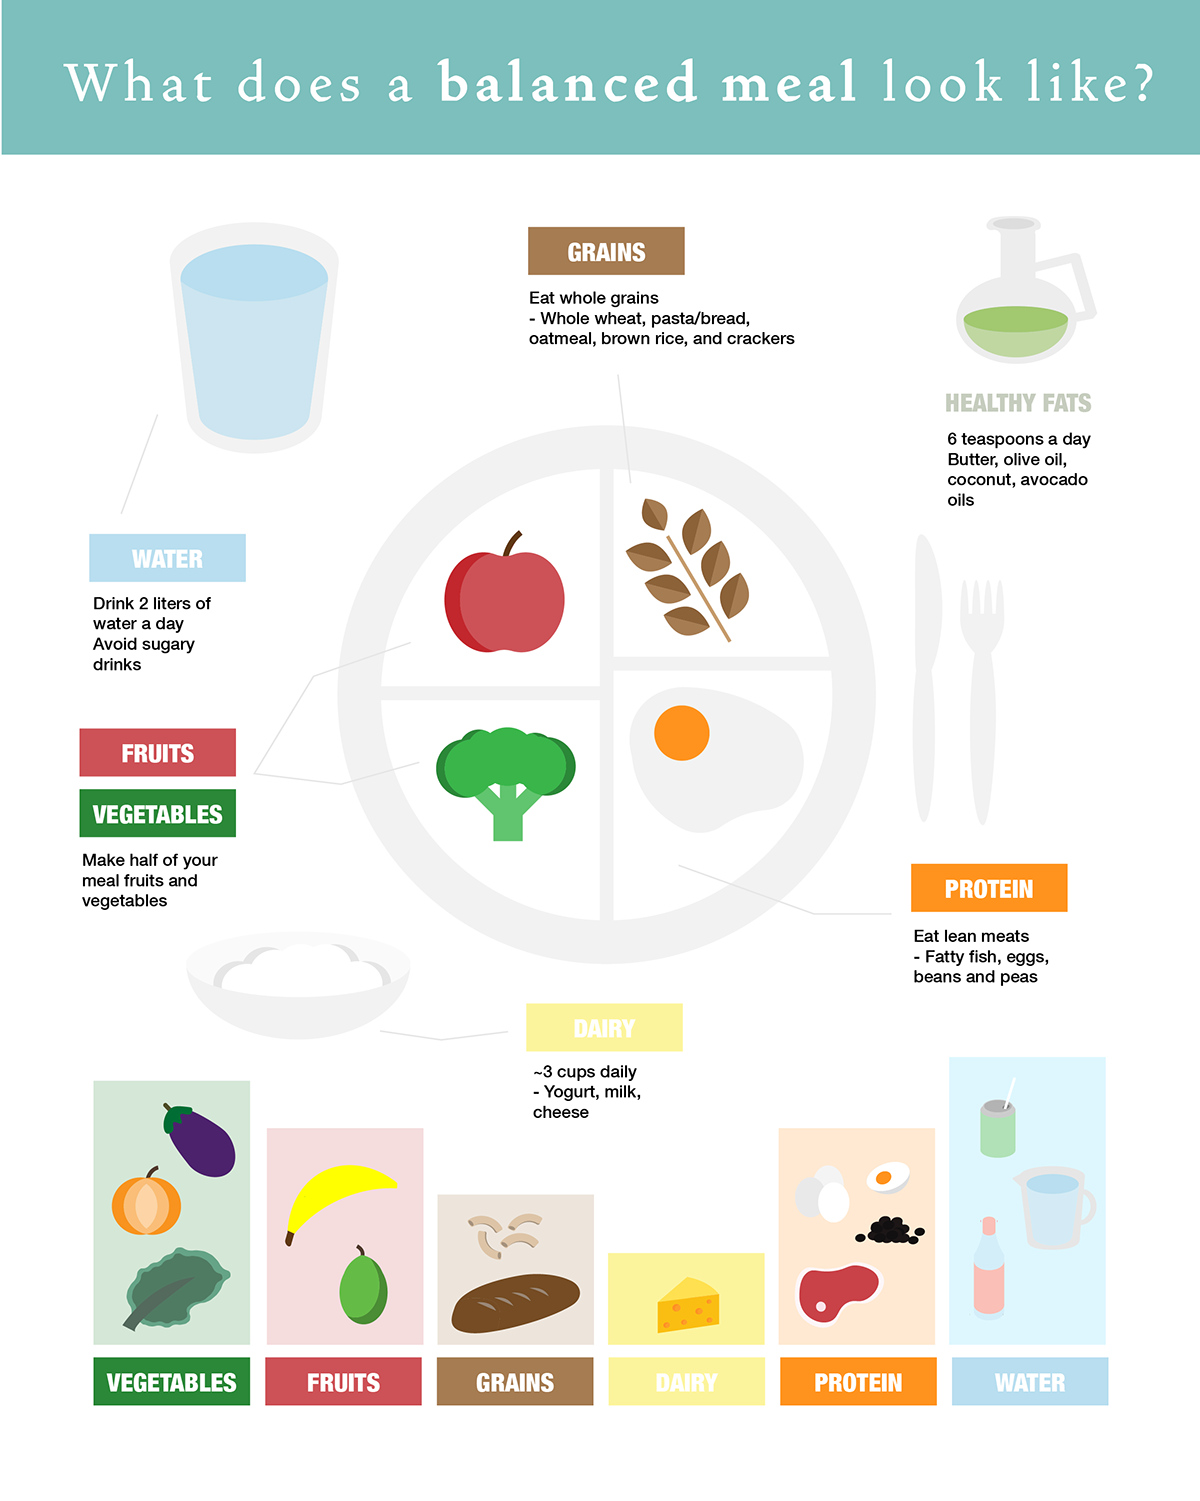 What does a balanced meal look like?
GRAINS
Eat whole grains
- Whole wheat, pasta/bread,
oatmeal, brown rice, and crackers
HEALTHY FATS
6 teaspoons a day
Butter, olive oil,
coconut, avocado
oils
WATER
Drink 2 liters of
water a day
Avoid sugary
drinks
FRUITS
VEGETABLES
Make half of your
meal fruits and
vegetables
PROTEIN
Eat lean meats
- Fatty fish, eggs,
beans and peas
DAIRY
~3 cups daily
- Yogurt, milk,
cheese
VEGETABLES
FRUITS
GRAINS
DAIRY
PROTEIN
WATER